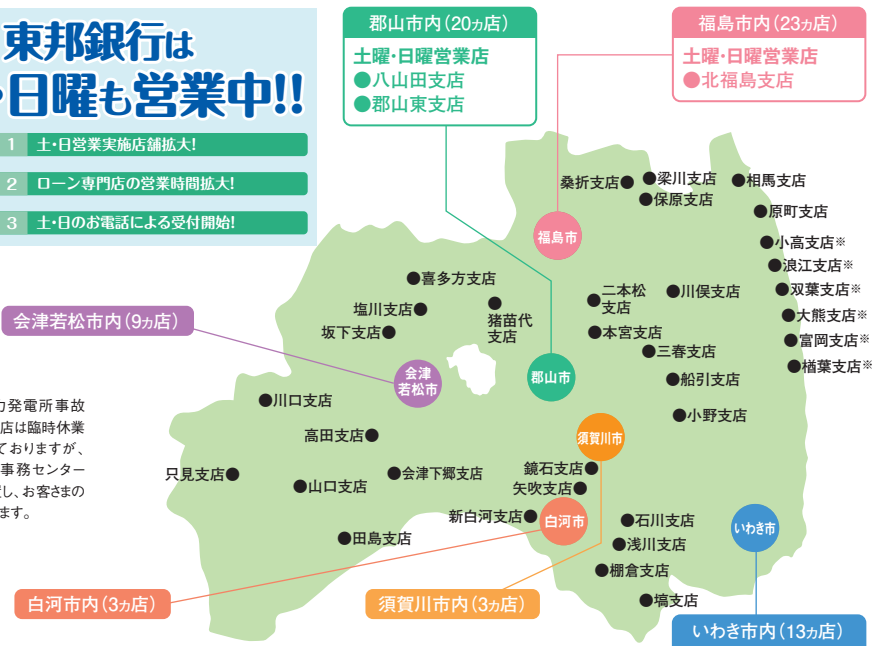 東邦銀行は
・日曜も営業中!!
1 土・日営業実施店舗拡大!
2 ローン専門店の営業時間拡大!
3 土・日のお電話による受付開始!
郡山市内(20ヵ店)
土曜・日曜営業店
●八山田支店
●郡山東支店
福島市内(23ヵ店)
土曜・日曜営業店
●北福島支店
桑折支店●
●梁川支店
●保原支店
●相馬支店
●原町支店
福島市
●小高支店※
●浪江支店※
●双葉支店※
●大熊支店※
●富岡支店※
●楢葉支店※
●喜多方支店
塩川支店●
坂下支店●
猪苗代
支店
●二本松
支店
●川俣支店
●本宮支店
●三春支店
●船引支店
●小野支店
会津若松市内(9ヵ店)
会津
若松市
郡山市
須賀川市
力発電所事故
店は臨時休業
ておりますが、
事務センター
し、お客さまの
ます。
●川口支店
高田支店●
只見支店●
●山口支店
●会津下郷支店
●田島支店
鏡石支店●
矢吹支店●
新白河支店●
白河市
●石川支店
●浅川支店
●棚倉支店
●塙支店
いわき市
白河市内(3ヵ店)
須賀川市内(3ヵ店)
いわき市内(13ヵ店)